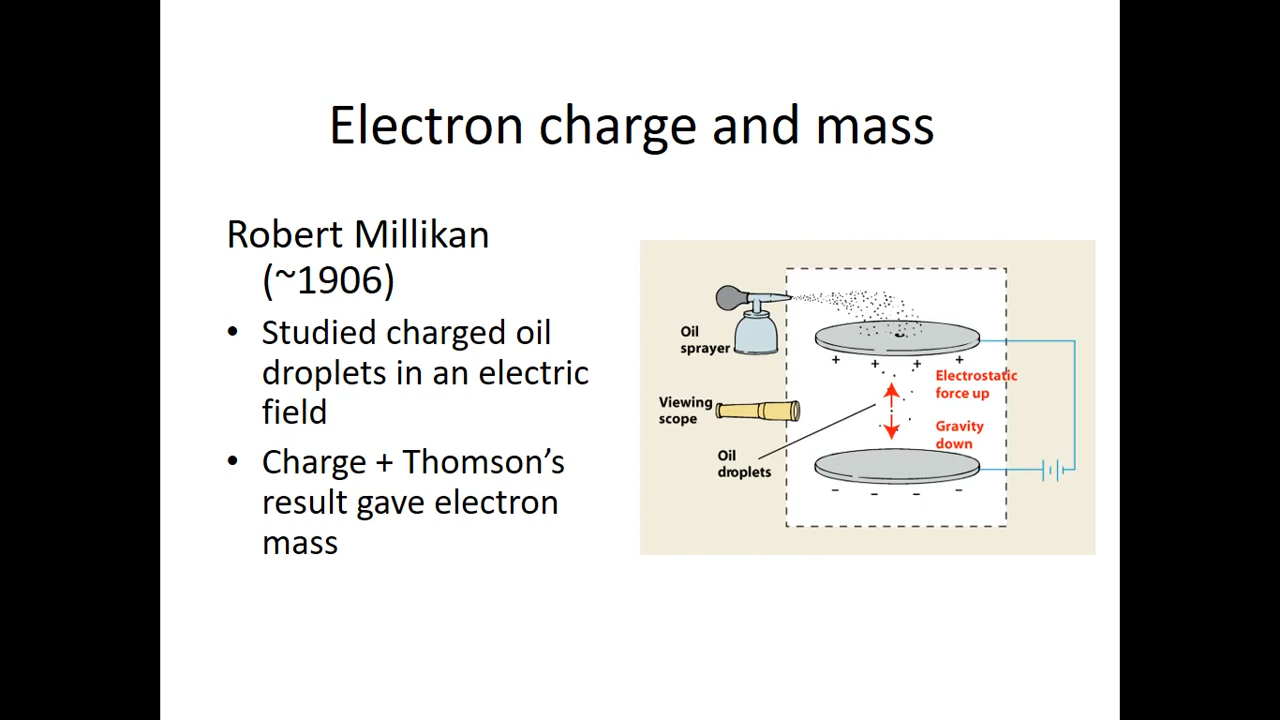 Electron charge and mass
Robert Millikan
(~1906)
• Studied charged oil
droplets in an electric
field
• Charge + Thomson’s
result gave electron
mass
Oil
sprayer
+ + + +
Electrostatic
force up
Viewing
scope
Gravity
down
Oil
droplets
– – – –